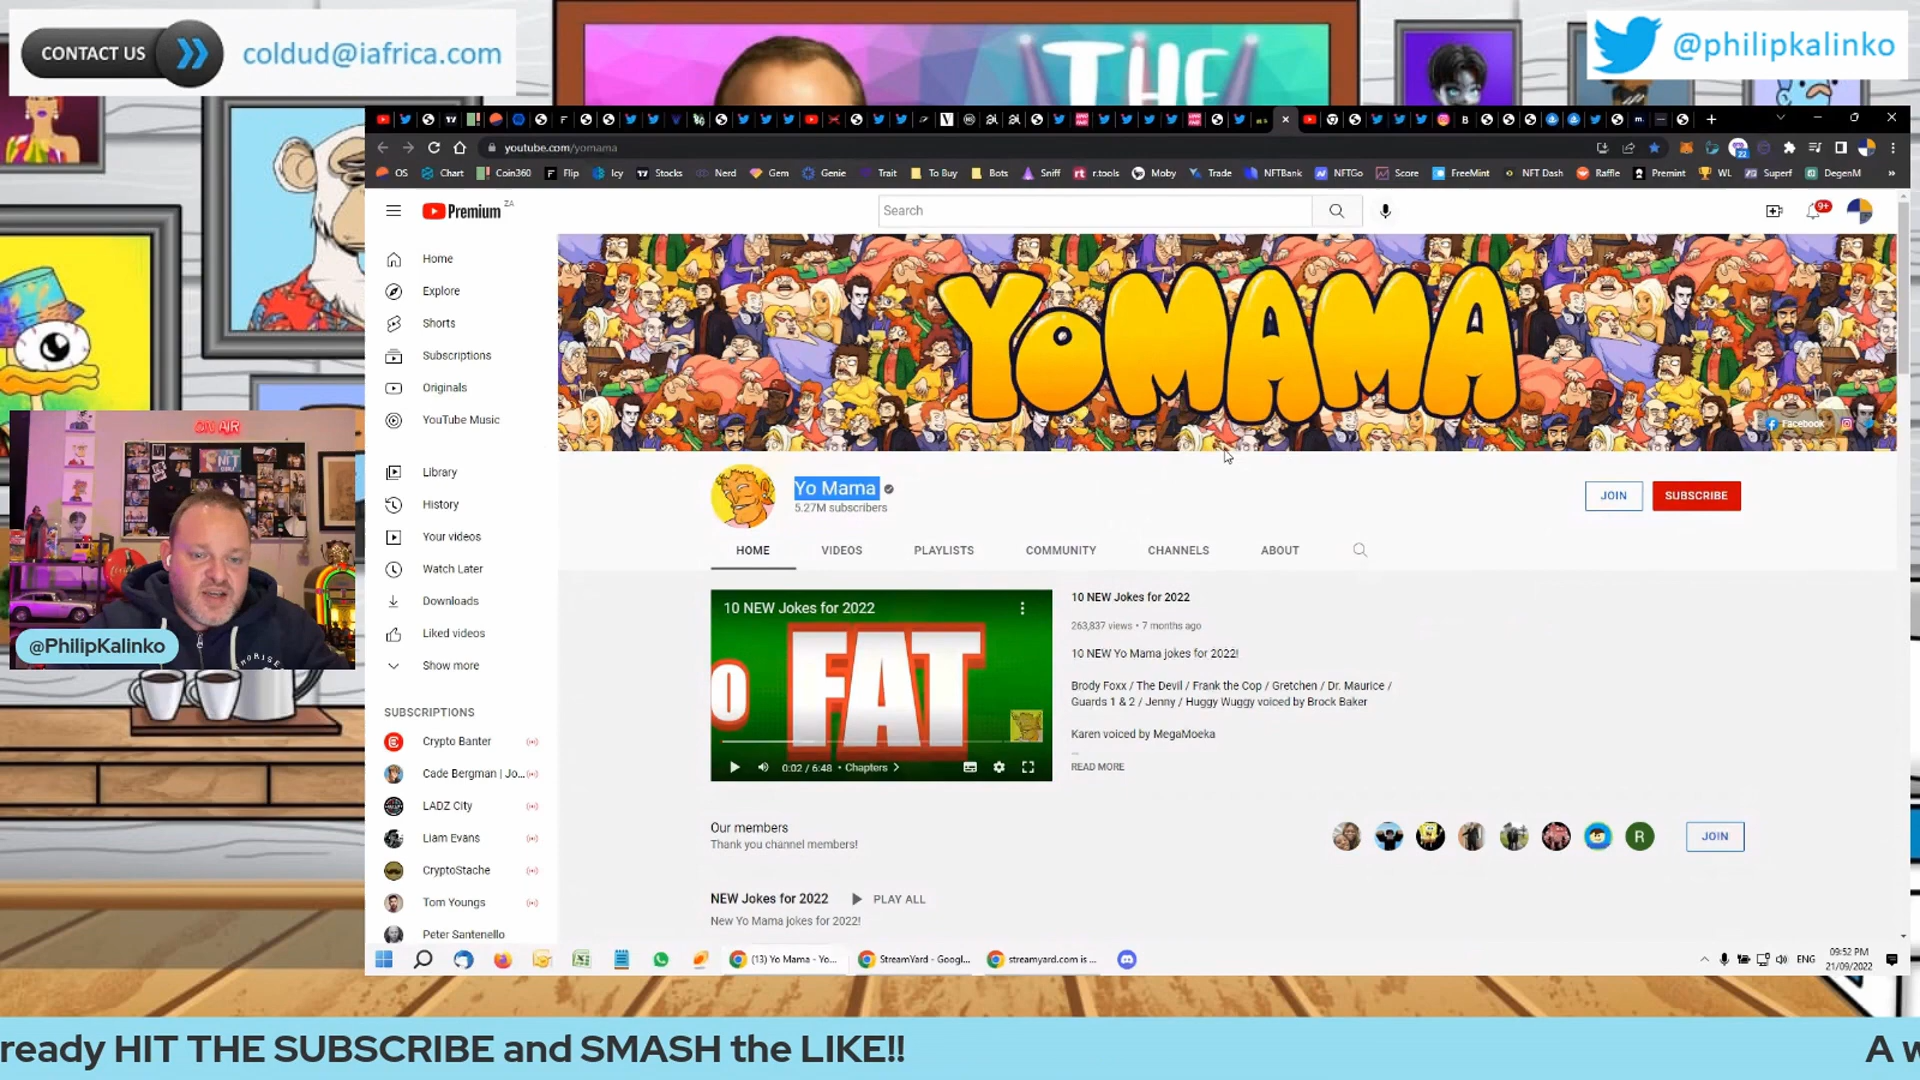 CONTACT US
coldud@iafrica.com
THE
@philipkalinko
youtube.com/yomama
OS
Chart
Coin360
Flip
Icy
Stocks
Nerd
Gem
Genie
Trait
To Buy
Bots
Sniff
r.tools
Moby
Trade
NFTBank
NFTGo
Score
FreeMint
NFT Dash
Raffle
Premint
WL
Superf
DegenM
Premium ZA
Search
9+
Home
Explore
Shorts
Subscriptions
Originals
YouTube Music
Library
History
Your videos
Watch Later
Downloads
Liked videos
Show more
SUBSCRIPTIONS
Crypto Banter
Cade Bergman | Jo...
LADZ City
Liam Evans
CryptoStache
Tom Youngs
Peter Santenello
YOMAMA
Facebook
Yo Mama
5.27M subscribers
JOIN
SUBSCRIBE
HOME
VIDEOS
PLAYLISTS
COMMUNITY
CHANNELS
ABOUT
10 NEW Jokes for 2022
FAT
0:02 / 6:48 • Chapters
10 NEW Jokes for 2022
263,837 views • 7 months ago
10 NEW Yo Mama jokes for 2022!
Brody Foxx / The Devil / Frank the Cop / Gretchen / Dr. Maurice /
Guards 1 & 2 / Jenny / Huggy Wuggy voiced by Brock Baker
Karen voiced by MegaMoeka
...
READ MORE
Our members
Thank you channel members!
R
JOIN
NEW Jokes for 2022
PLAY ALL
New Yo Mama jokes for 2022!
ON AIR
@PhilipKalinko
(13) Yo Mama - Yo...
StreamYard - Googl...
streamyard.com is ...
ENG
09:52 PM
21/09/2022
ready HIT THE SUBSCRIBE and SMASH the LIKE!!
A w